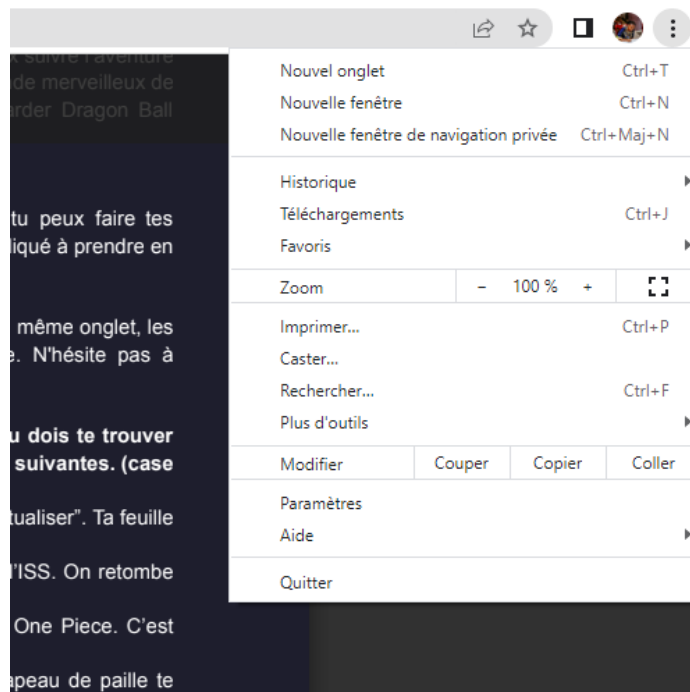 x suivre l'aventure
de merveilleux de
arder Dragon Ball
tu peux faire tes
liqué à prendre en
même onglet, les
e. N'hésite pas à
u dois te trouver
suivantes. (case
tualiser”. Ta feuille
l'ISS. On retombe
One Piece. C'est
apeau de paille te
Nouvel onglet Ctrl+T
Nouvelle fenêtre Ctrl+N
Nouvelle fenêtre de navigation privée Ctrl+Maj+N
Historique
Téléchargements Ctrl+J
Favoris
Zoom - 100 % +
Imprimer... Ctrl+P
Caster...
Rechercher... Ctrl+F
Plus d'outils
Modifier Couper Copier Coller
Paramètres
Aide
Quitter